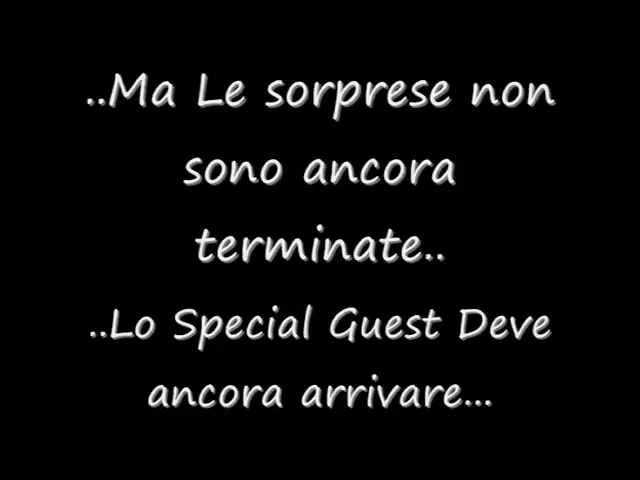 ..Ma Le sorprese non
sono ancora
terminate..
..Lo Special Guest Deve
ancora arrivare...